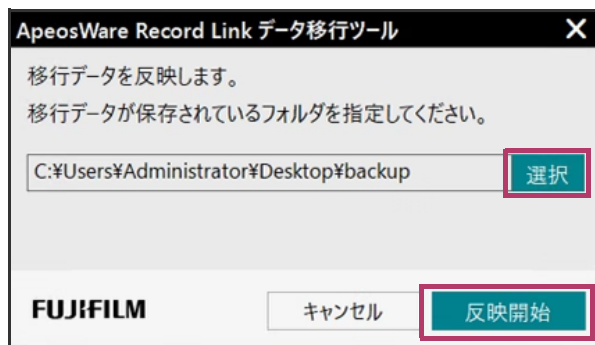 ApeosWare Record Link データ移行ツール ×
移行データを反映します。
移行データが保存されているフォルダを指定してください。
C:¥Users¥Administrator¥Desktop¥backup 選択
FUJIFILM キャンセル 反映開始